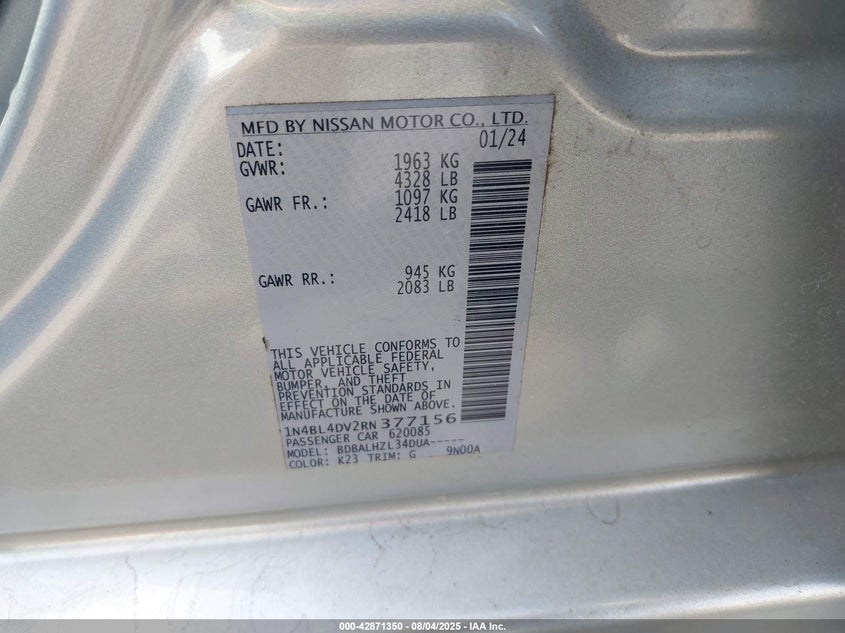 MFD BY NISSAN MOTOR CO., LTD.
DATE: 01/24
GVWR: 1963 KG
4328 LB
GAWR FR.: 1097 KG
2418 LB
GAWR RR.: 945 KG
2083 LB
THIS VEHICLE CONFORMS TO
ALL APPLICABLE FEDERAL
MOTOR VEHICLE SAFETY,
BUMPER, AND THEFT
PREVENTION STANDARDS IN
EFFECT ON THE DATE OF
MANUFACTURE SHOWN ABOVE.
1N4BL4DV2RN377156
PASSENGER CAR 620085
MODEL: BDBALHZL34DUA-----
COLOR: K23 TRIM: G 9N00A
000-42871350 - 08/04/2025 - IAA Inc.